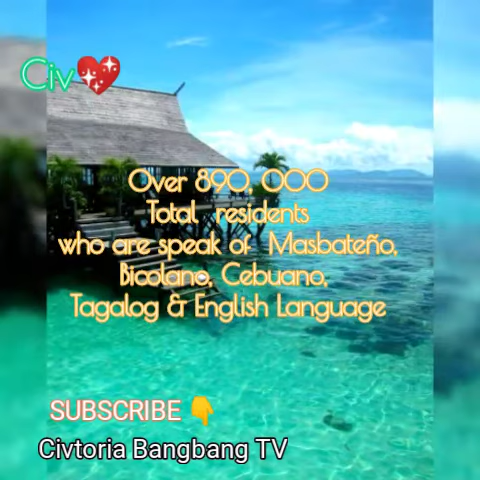 Civ💖
Over 890, 000
Total residents
who are speak of Masbateño,
Bicolano, Cebuano,
Tagalog & English Language
SUBSCRIBE 👇
Civtoria Bangbang TV